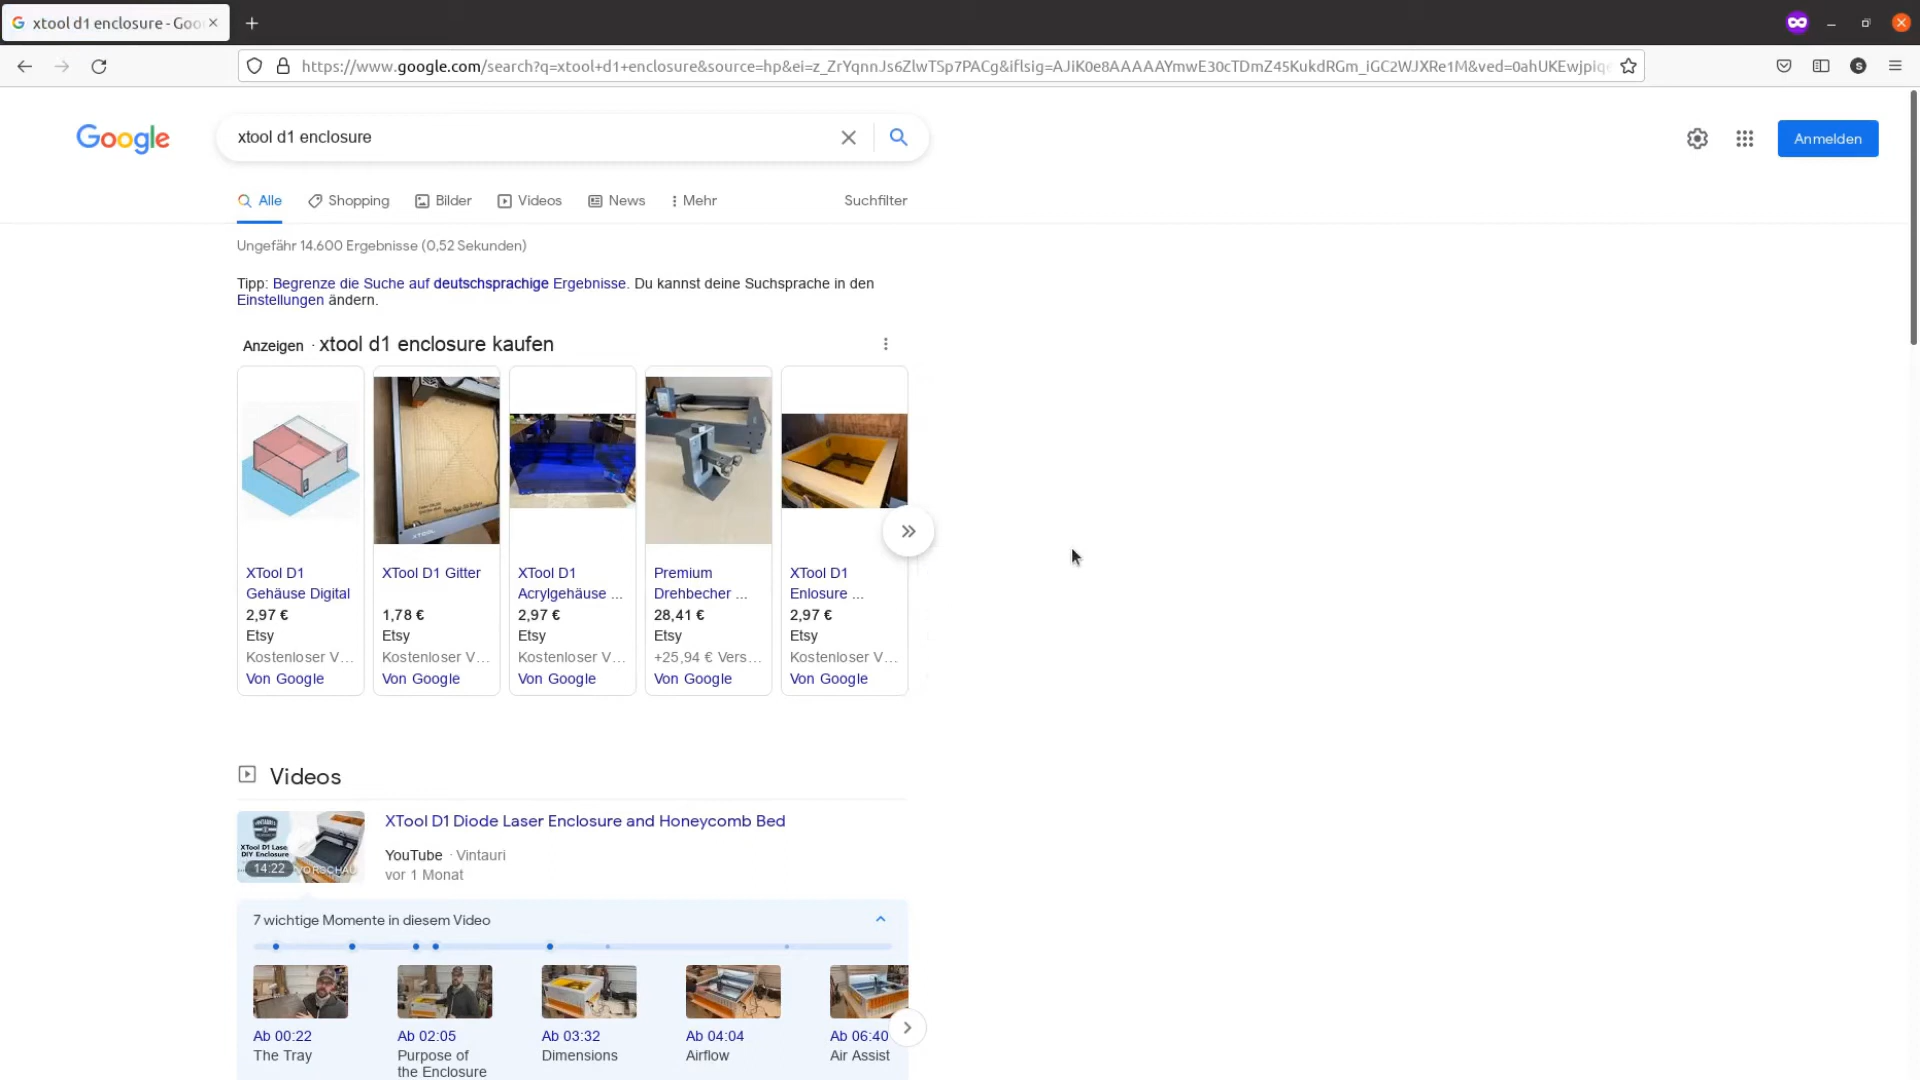 xtool d1 enclosure - Goo
https://www.google.com/search?q=xtool+d1+enclosure&source=hp&ei=z_ZrYqnnJs6ZlwTSp7PACg&iflsig=AJiK0e8AAAAAYmwE30cTDmZ45KukdRGm_iGC2WJXRe1M&ved=0ahUKEwjpiqe
S
Google
xtool d1 enclosure
Anmelden
Alle Shopping Bilder Videos News Mehr Suchfilter
Ungefähr 14.600 Ergebnisse (0,52 Sekunden)
Tipp: Begrenze die Suche auf deutschsprachige Ergebnisse. Du kannst deine Suchsprache in den
Einstellungen ändern.
Anzeigen · xtool d1 enclosure kaufen
XTool D1
Gehäuse Digital
2,97 €
Etsy
Kostenloser V...
Von Google
XTool D1 Gitter
1,78 €
Etsy
Kostenloser V...
Von Google
XTool D1
Acrylgehäuse ...
2,97 €
Etsy
Kostenloser V...
Von Google
Premium
Drehbecher ...
28,41 €
Etsy
+25,94 € Vers...
Von Google
XTool D1
Enlosure ...
2,97 €
Etsy
Kostenloser V...
Von Google
Videos
XTool D1 Laser
DIY Enclosure
14:22
VORSCHAU
XTool D1 Diode Laser Enclosure and Honeycomb Bed
YouTube · Vintauri
vor 1 Monat
7 wichtige Momente in diesem Video
Ab 00:22
The Tray
Ab 02:05
Purpose of
the Enclosure
Ab 03:32
Dimensions
Ab 04:04
Airflow
Ab 06:40
Air Assist